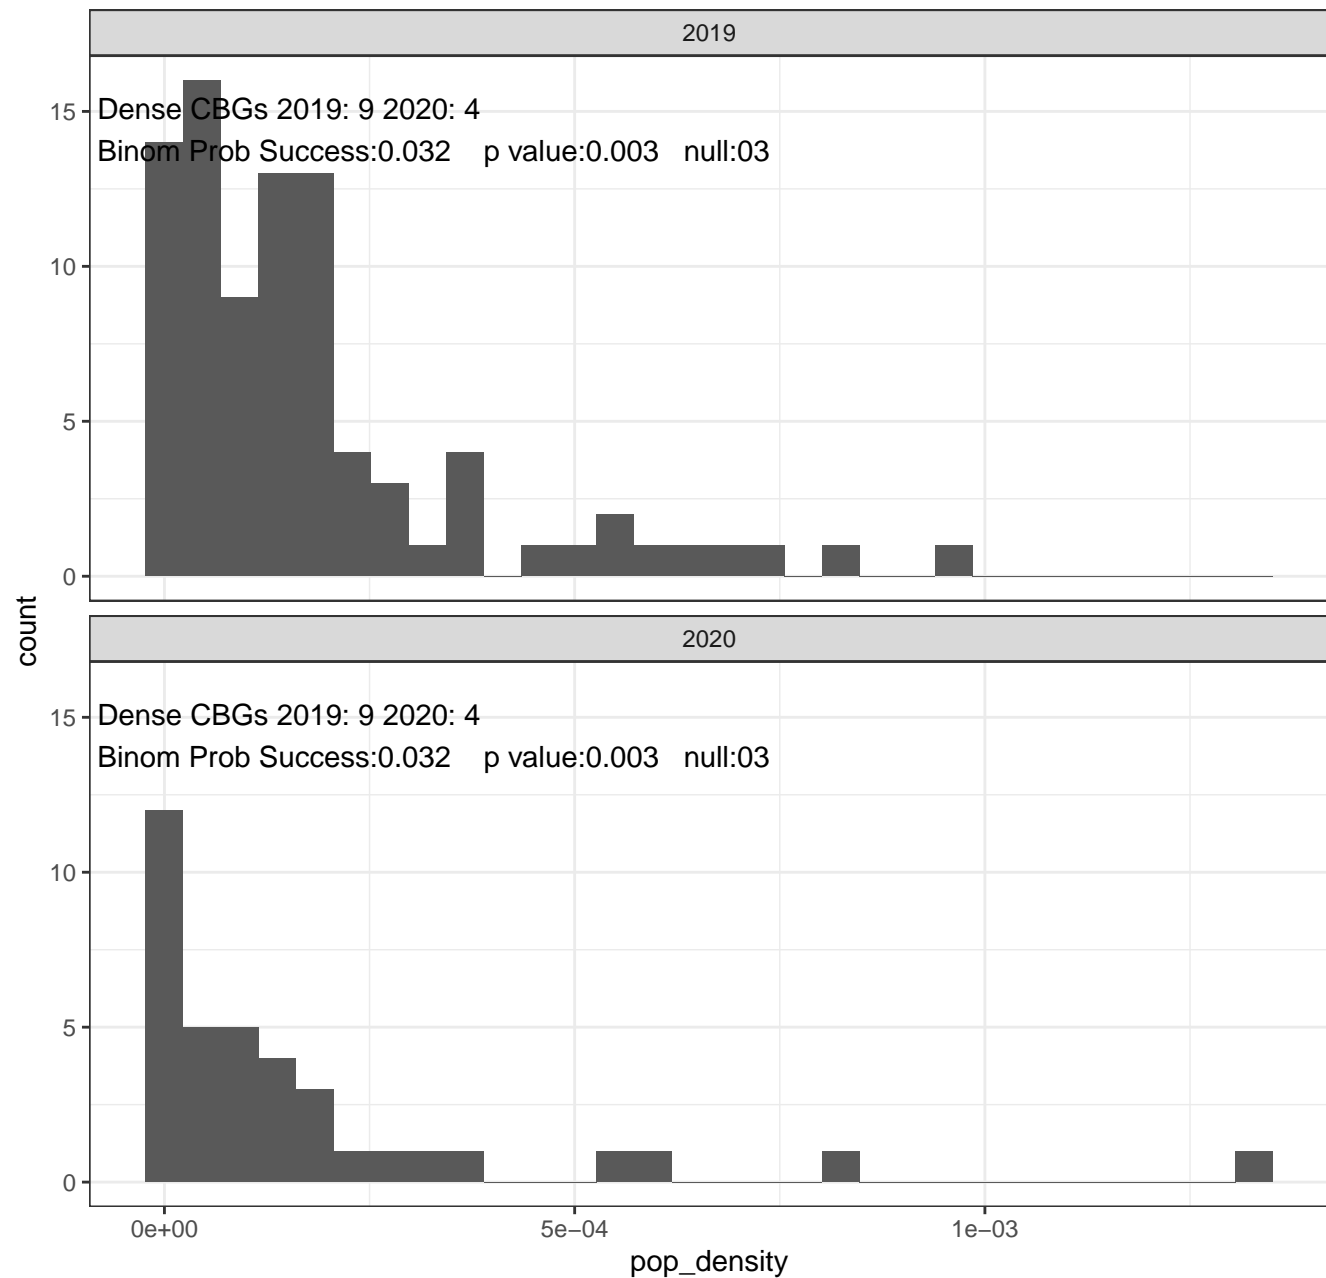 2019
15
10
5
0
Dense CBGs 2019: 9 2020: 4
Binom Prob Success:0.032 p value:0.003 null:03
count
2020
15
10
5
0
Dense CBGs 2019: 9 2020: 4
Binom Prob Success:0.032 p value:0.003 null:03
0e+00 5e−04 1e−03
pop_density